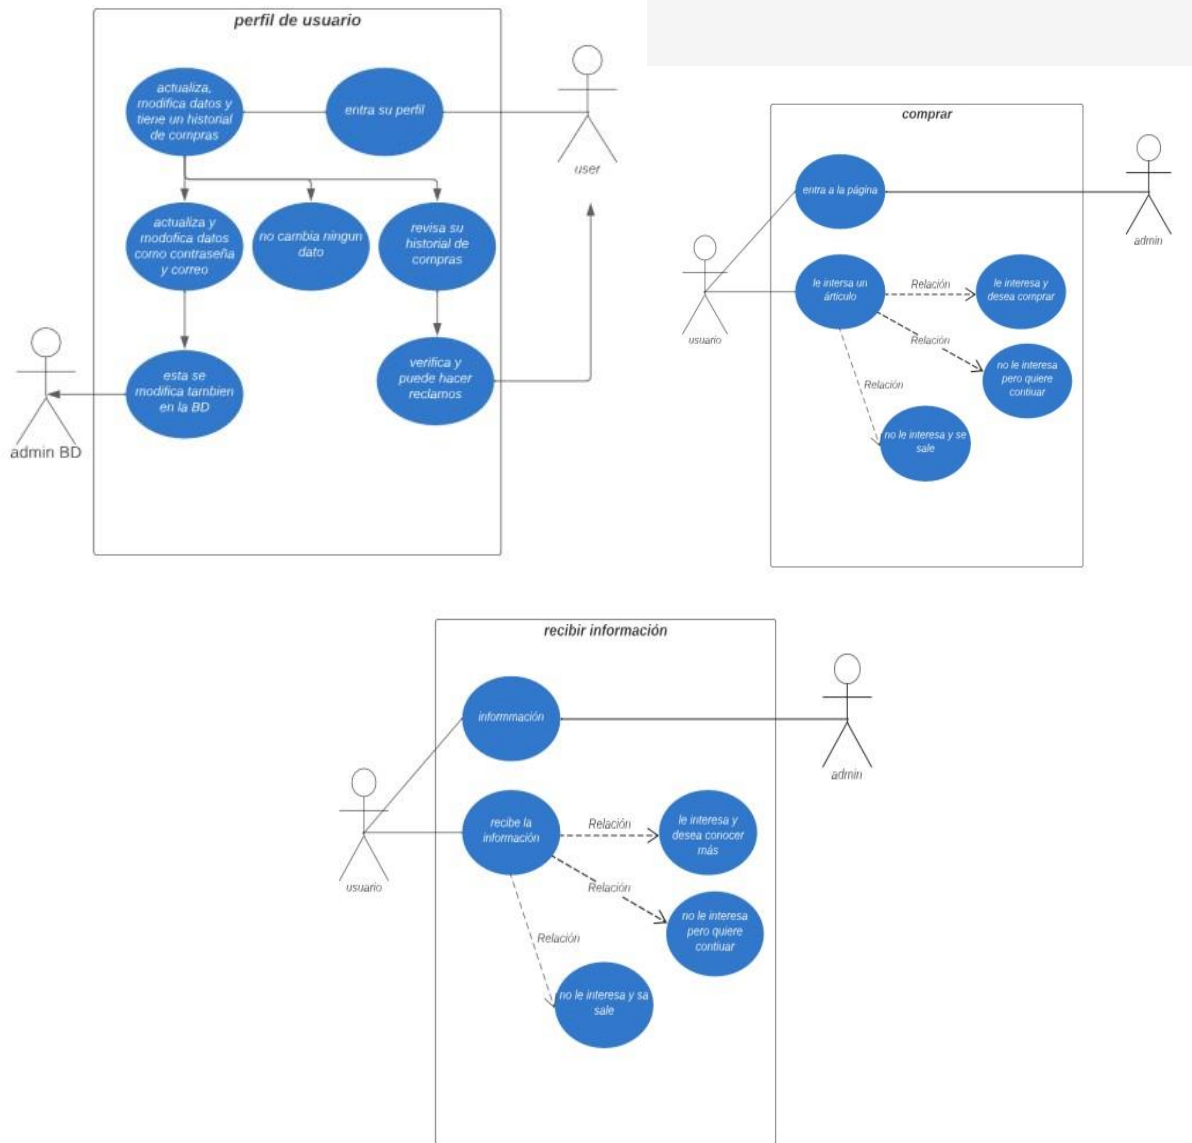 perfil de usuario
actualiza,
modifica datos y
tiene un historial
de compras
entra su perfil
user
actualiza y
modofica datos
como contraseña
y correo
no cambia ningun
dato
revisa su
historial de
compras
esta se
modifica tambien
en la BD
verifica y
puede hacer
reclamos
admin BD
comprar
entra a la página
admin
usuario
le intersa un
árticulo
Relación
le interesa y
desea comprar
Relación
no le interesa
pero quiere
contiuar
Relación
no le interesa y se
sale
recibir información
informmación
admin
usuario
recibe la
información
Relación
le interesa y
desea conocer
más
Relación
no le interesa
pero quiere
contiuar
Relación
no le interesa y sa
sale